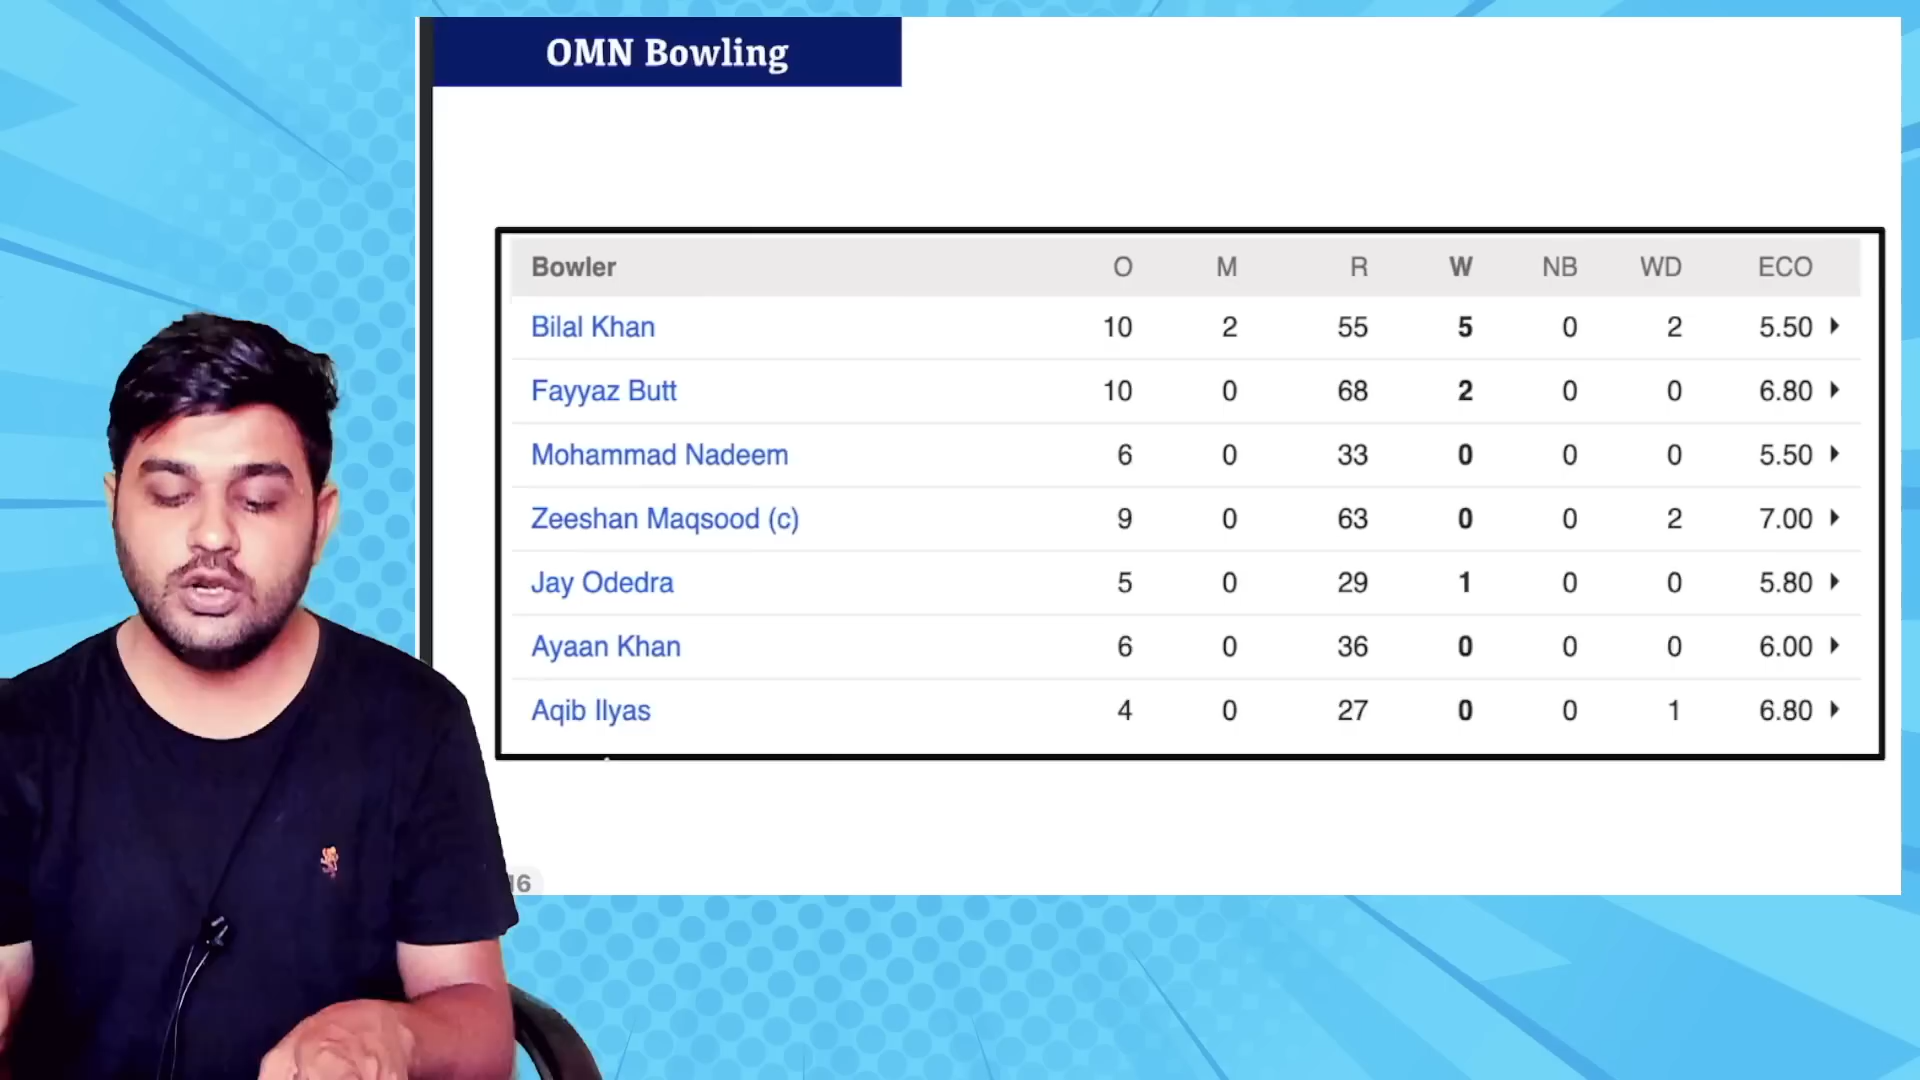 OMN Bowling
Bowler O M R W NB WD ECO
Bilal Khan 10 2 55 5 0 2 5.50
Fayyaz Butt 10 0 68 2 0 0 6.80
Mohammad Nadeem 6 0 33 0 0 0 5.50
Zeeshan Maqsood (c) 9 0 63 0 0 2 7.00
Jay Odedra 5 0 29 1 0 0 5.80
Ayaan Khan 6 0 36 0 0 0 6.00
Aqib Ilyas 4 0 27 0 0 1 6.80
16